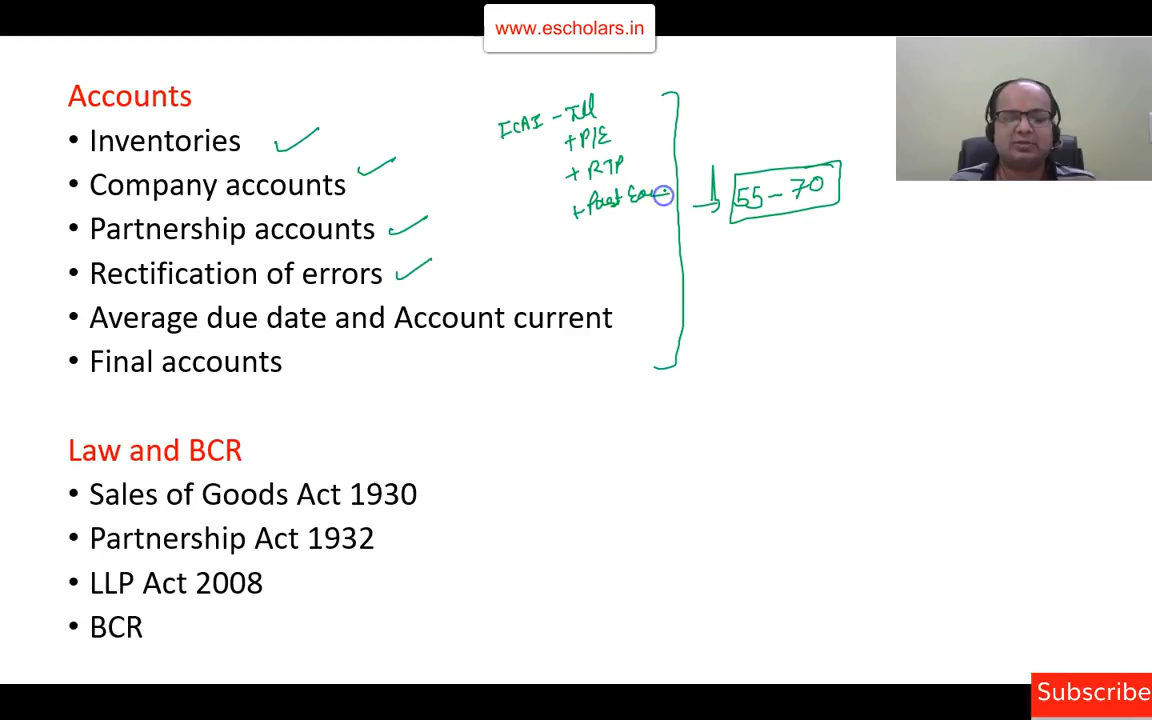 www.escholars.in
Accounts
• Inventories
• Company accounts
• Partnership accounts
• Rectification of errors
• Average due date and Account current
• Final accounts
ICAI - Ill
+ P/E
+ RTP
+ Past
55-70
Law and BCR
• Sales of Goods Act 1930
• Partnership Act 1932
• LLP Act 2008
• BCR
Subscribe